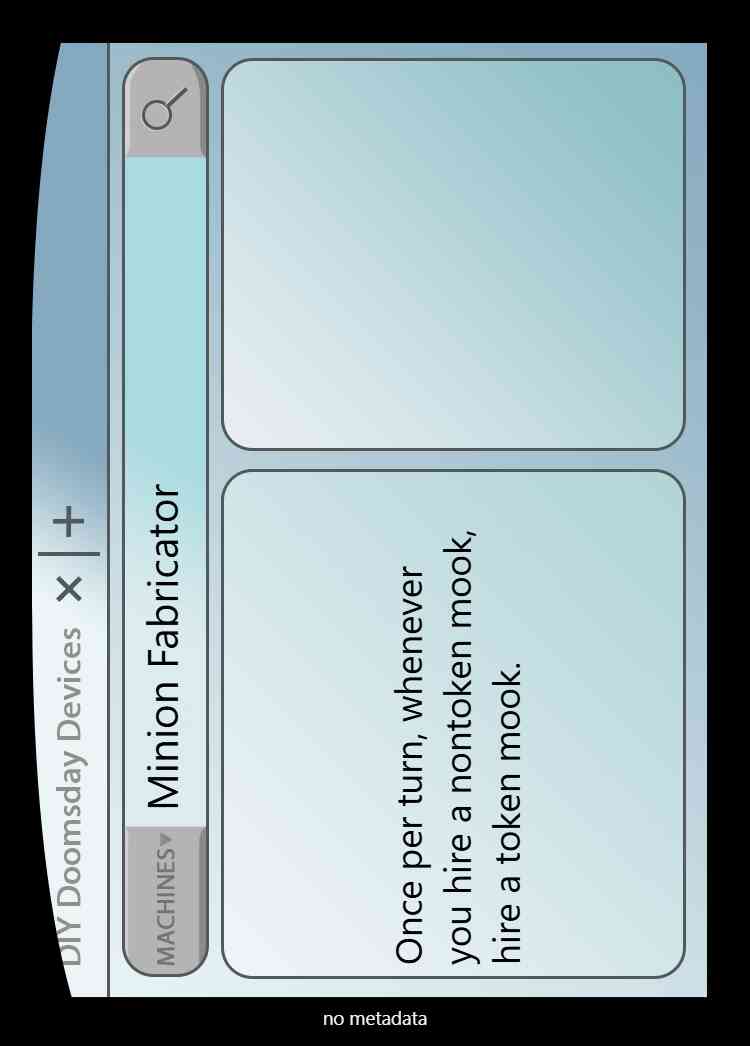 DIY Doomsday Devices
MACHINES
Minion Fabricator
Once per turn, whenever
you hire a nontoken mook,
hire a token mook.
no metadata